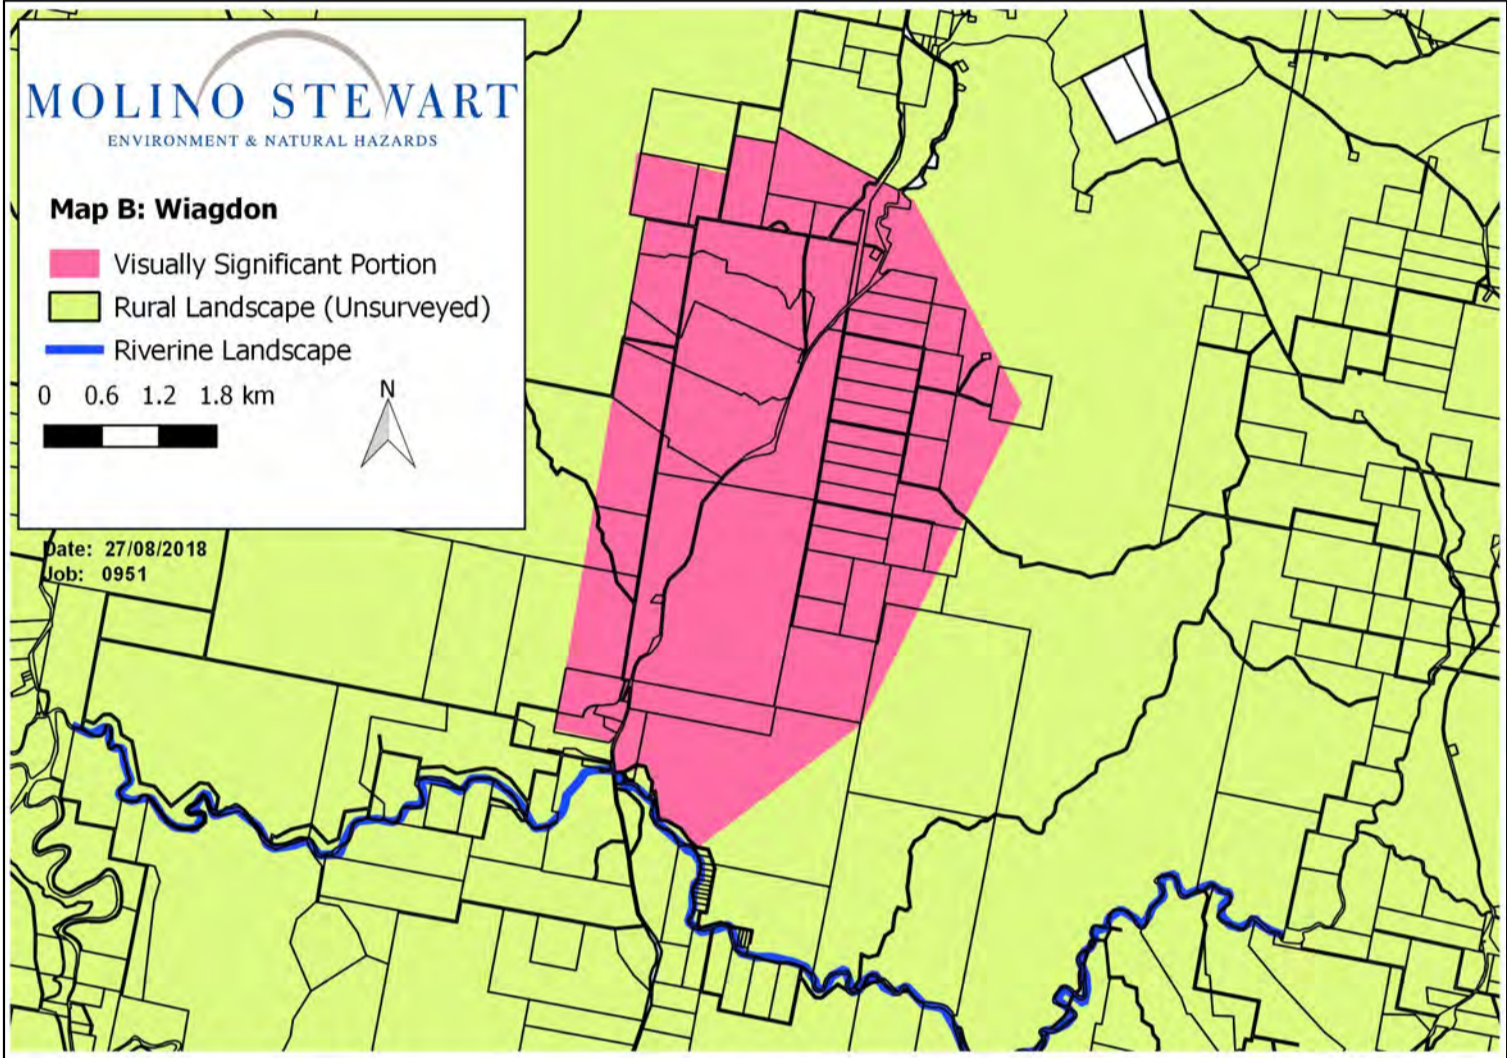 MOLINO STEWART
ENVIRONMENT & NATURAL HAZARDS
Map B: Wiagdon
Visually Significant Portion
Rural Landscape (Unsurveyed)
Riverine Landscape
0 0.6 1.2 1.8 km
N
Date: 27/08/2018
Job: 0951